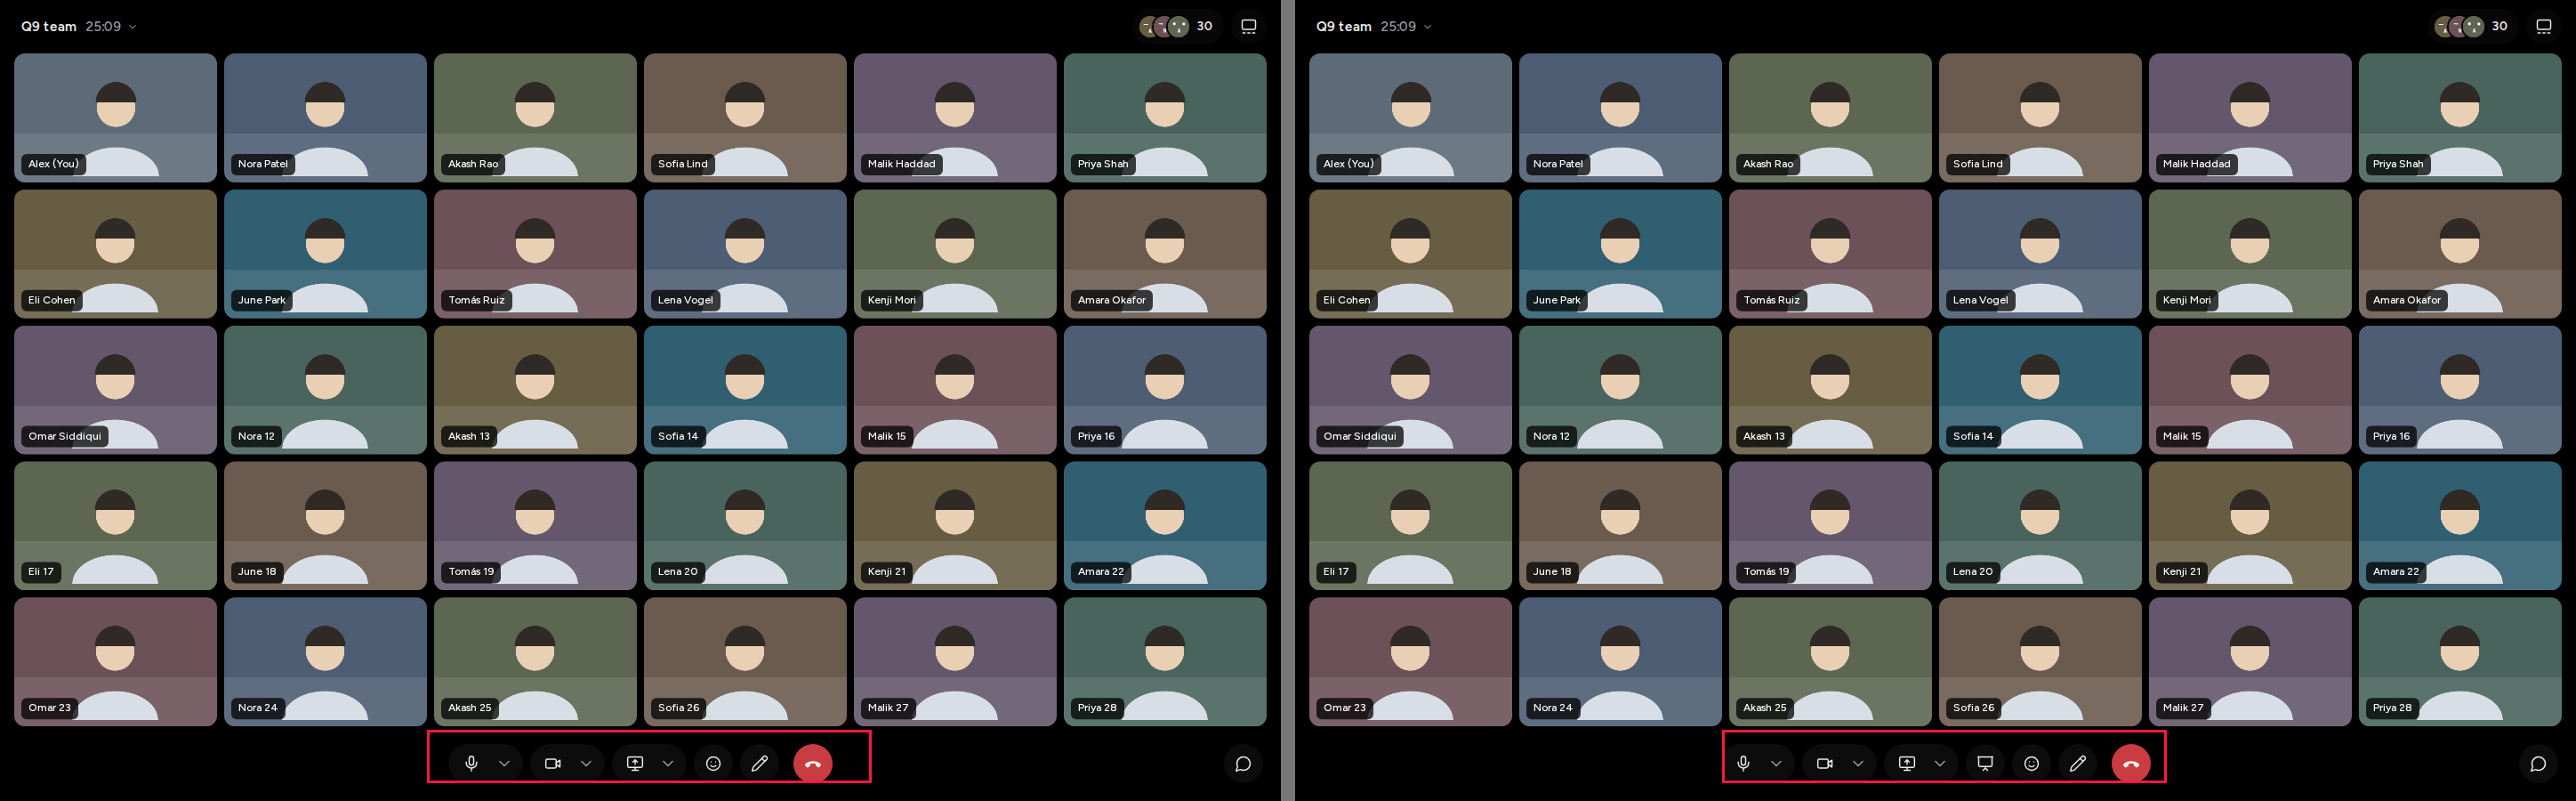 Q9 team 25:09 30
Alex (You) Nora Patel Akash Rao Sofia Lind Malik Haddad Priya Shah
Eli Cohen June Park Tomás Ruiz Lena Vogel Kenji Mori Amara Okafor
Omar Siddiqui Nora 12 Akash 13 Sofia 14 Malik 15 Priya 16
Eli 17 June 18 Tomás 19 Lena 20 Kenji 21 Amara 22
Omar 23 Nora 24 Akash 25 Sofia 26 Malik 27 Priya 28
Q9 team 25:09 30
Alex (You) Nora Patel Akash Rao Sofia Lind Malik Haddad Priya Shah
Eli Cohen June Park Tomás Ruiz Lena Vogel Kenji Mori Amara Okafor
Omar Siddiqui Nora 12 Akash 13 Sofia 14 Malik 15 Priya 16
Eli 17 June 18 Tomás 19 Lena 20 Kenji 21 Amara 22
Omar 23 Nora 24 Akash 25 Sofia 26 Malik 27 Priya 28